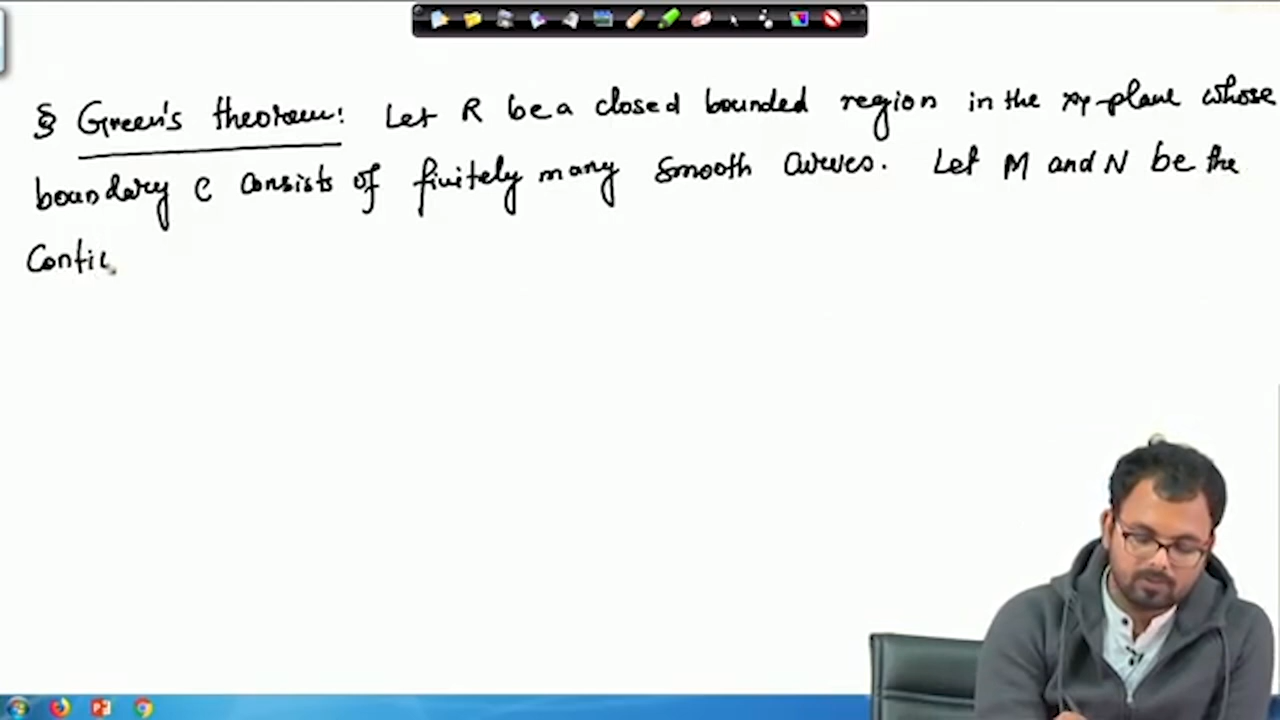 § Green's theorem: Let R be a closed bounded region in the xy-plane whose
boundary C consists of finitely many smooth curves. Let M and N be the
Contin